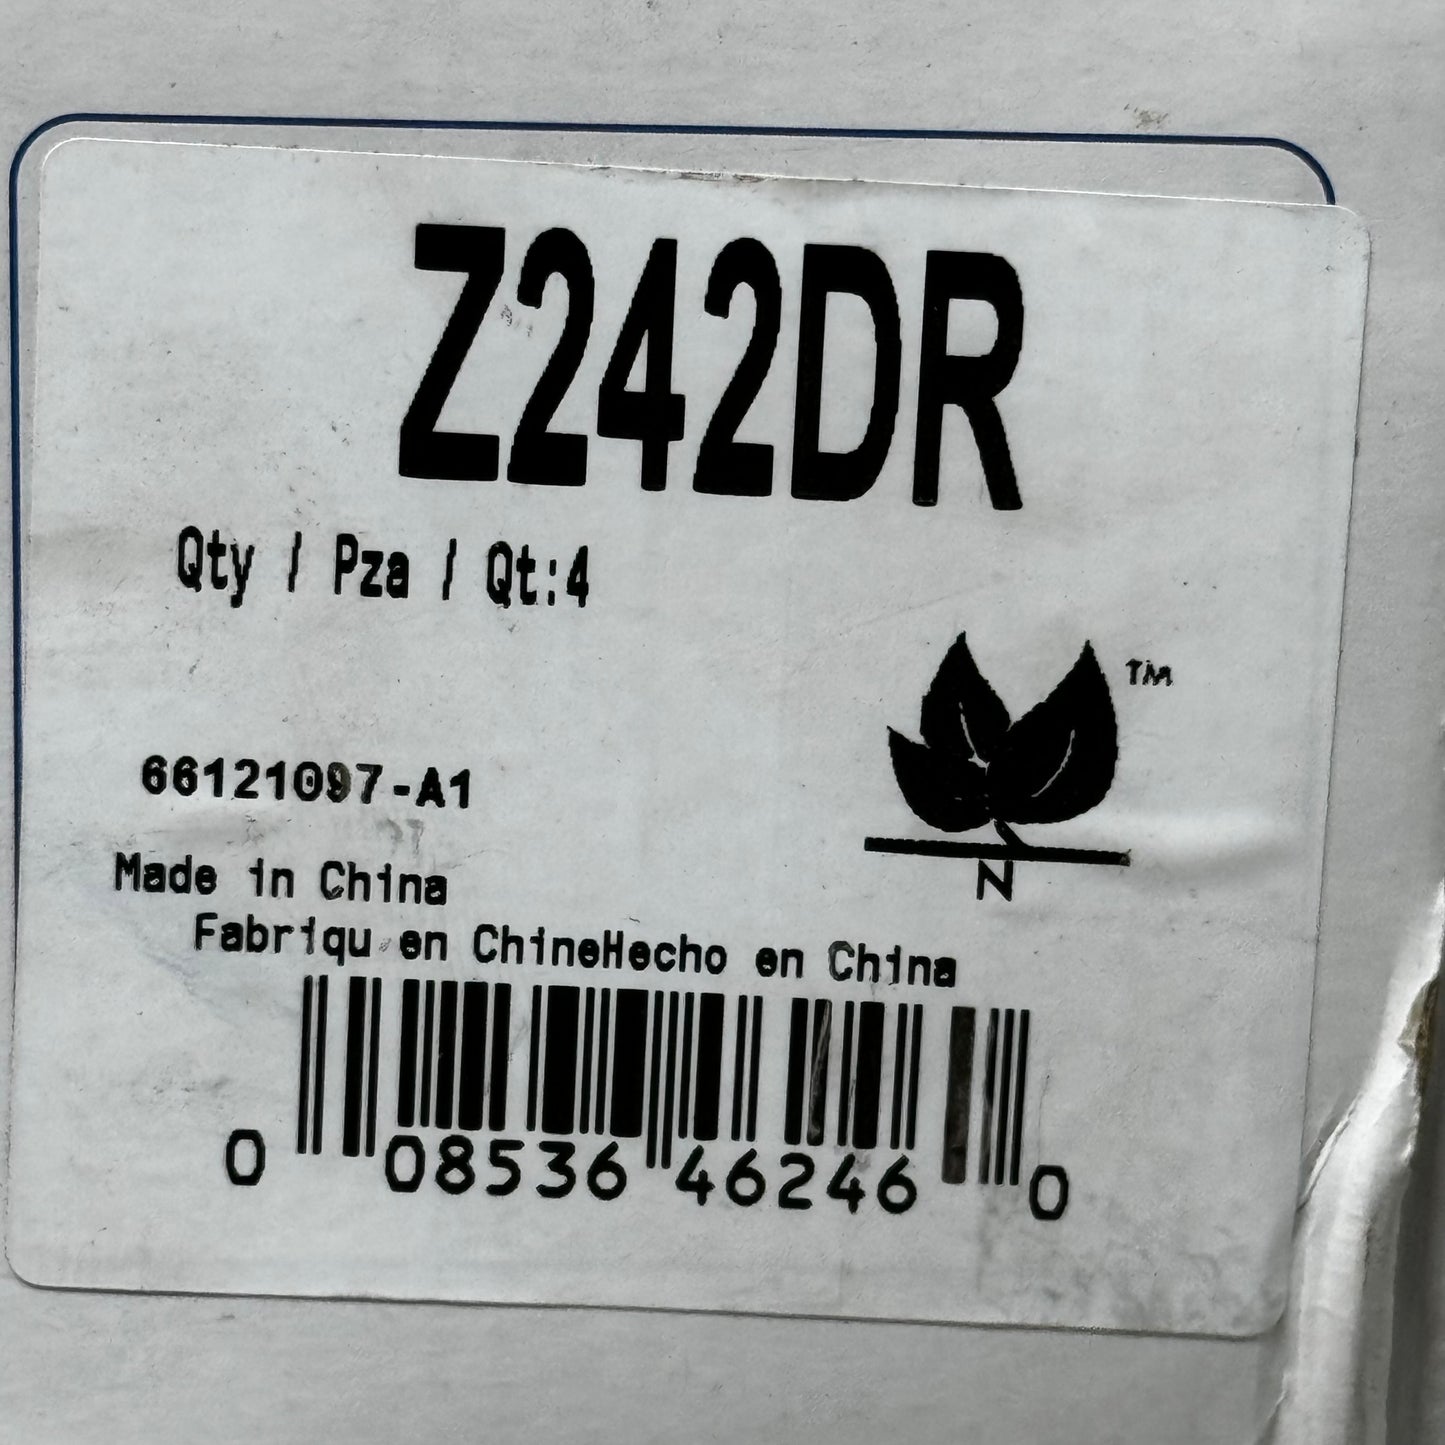 Z242DR
Qty / Pza / Qt:4
TM
66121097-A1
N
Made in China
Fabriqu en ChineHecho en China
0 08536 46246 0